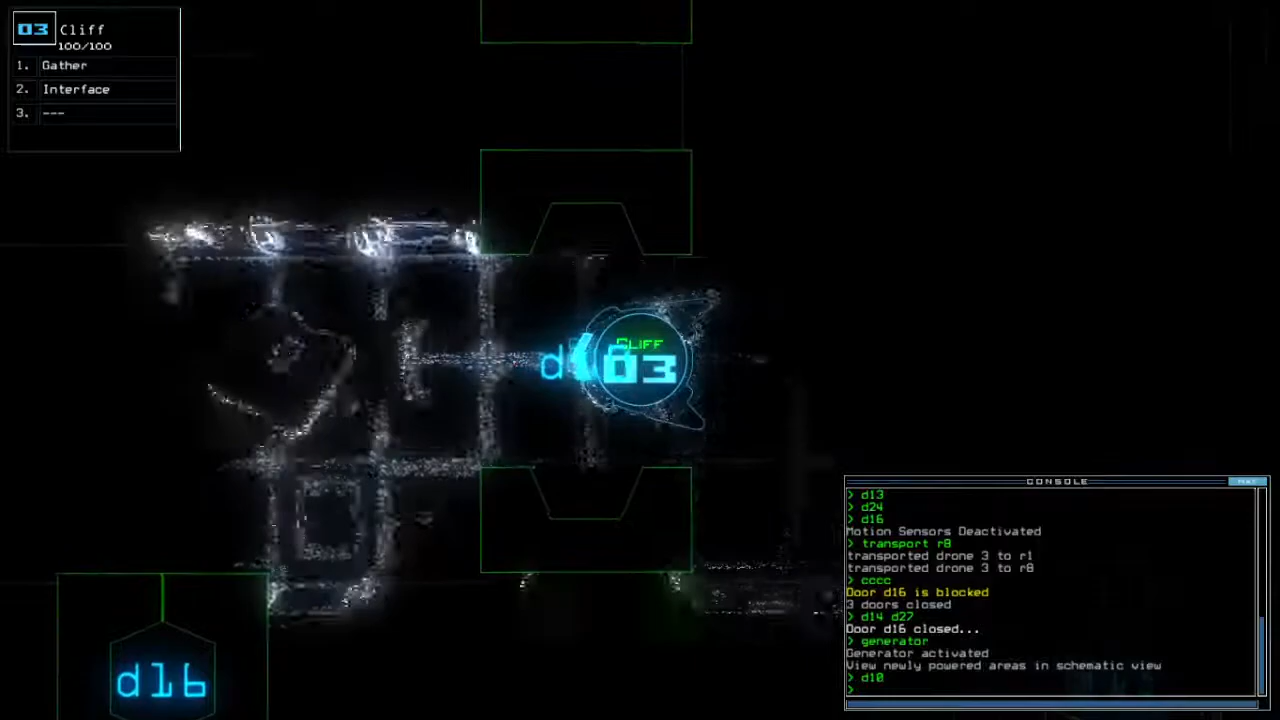 03 Cliff
100/100
1. Gather
2. Interface
3. ---
Cliff
03
d16
CONSOLE
> d13
> d24
> d16
Motion Sensors Deactivated
> transport r8
transported drone 3 to r1
transported drone 3 to r8
> cccc
Door d16 is blocked
3 doors closed
> d14 d27
Door d16 closed...
> generator
Generator activated
View newly powered areas in schematic view
> d10
>